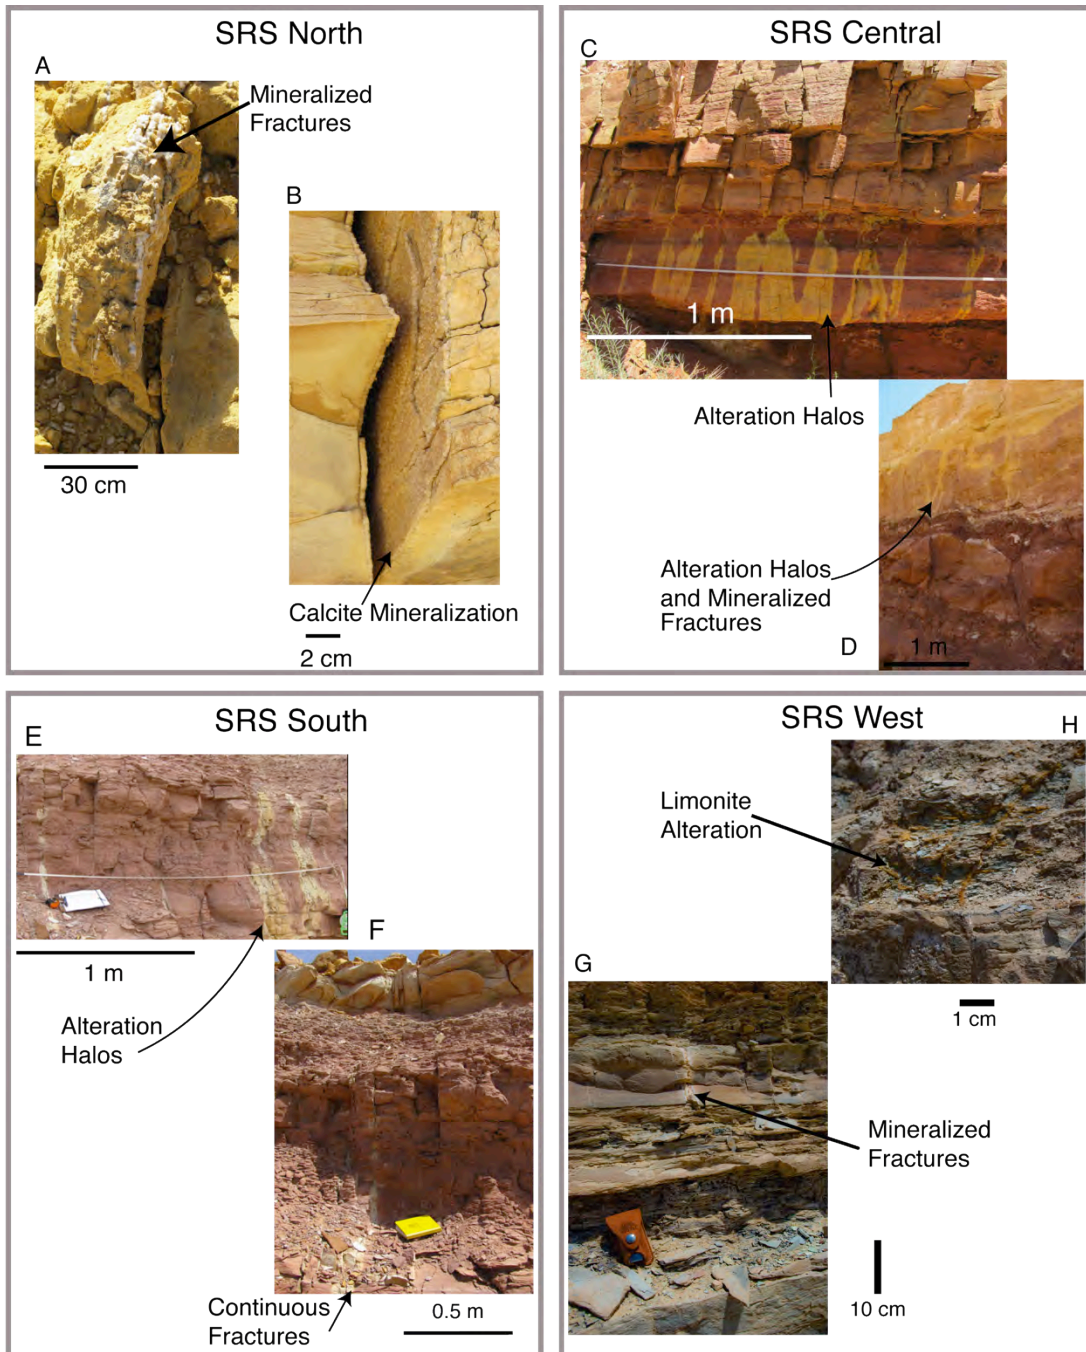 SRS North
A
Mineralized
Fractures
B
30 cm
Calcite Mineralization
2 cm
SRS Central
C
1 m
Alteration Halos
Alteration Halos
and Mineralized
Fractures
D
1 m
SRS South
E
1 m
F
Alteration
Halos
Continuous
Fractures
0.5 m
SRS West
H
Limonite
Alteration
1 cm
G
Mineralized
Fractures
10 cm